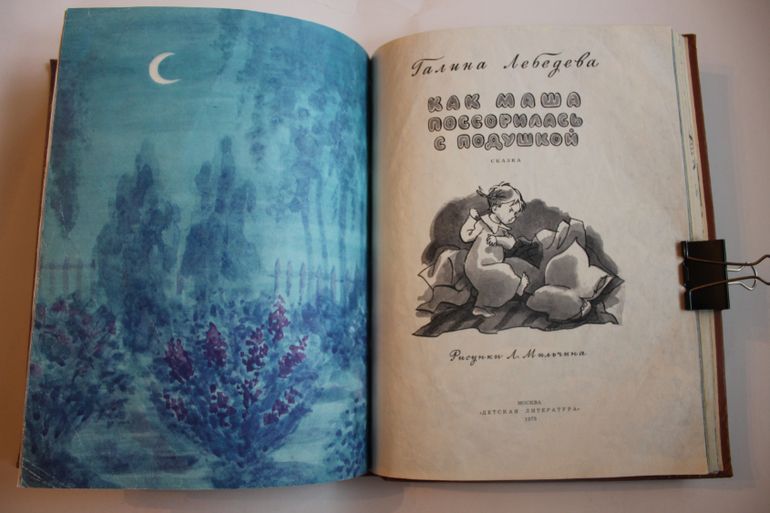 Галина Лебедева
КАК МАША
ПОССОРИЛАСЬ
С ПОДУШКОЙ
СКАЗКА
Рисунки Л. Мильчина
МОСКВА
«ДЕТСКАЯ ЛИТЕРАТУРА»